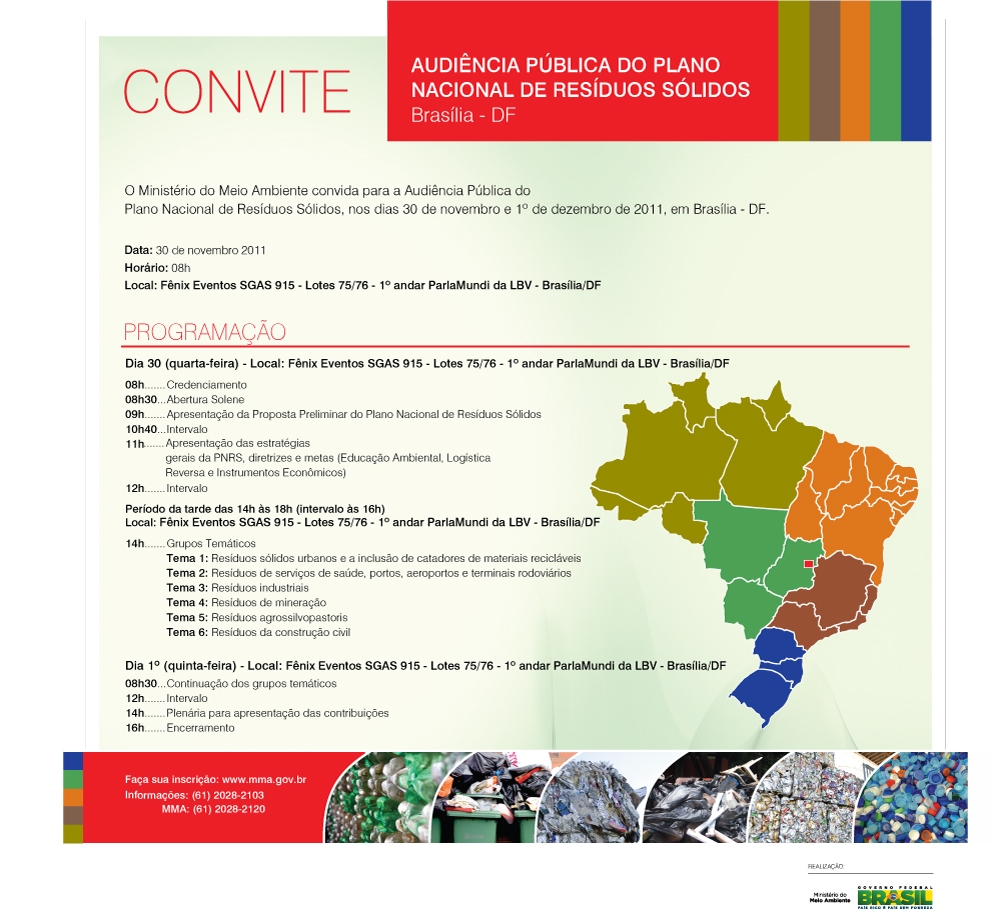 CONVITE
AUDIÊNCIA PÚBLICA DO PLANO
NACIONAL DE RESÍDUOS SÓLIDOS
Brasília - DF
O Ministério do Meio Ambiente convida para a Audiência Pública do
Plano Nacional de Resíduos Sólidos, nos dias 30 de novembro e 1º de dezembro de 2011, em Brasília - DF.
Data: 30 de novembro 2011
Horário: 08h
Local: Fênix Eventos SGAS 915 - Lotes 75/76 - 1º andar ParlaMundi da LBV - Brasília/DF
PROGRAMAÇÃO
Dia 30 (quarta-feira) - Local: Fênix Eventos SGAS 915 - Lotes 75/76 - 1º andar ParlaMundi da LBV - Brasília/DF
08h.......Credenciamento
08h30...Abertura Solene
09h.......Apresentação da Proposta Preliminar do Plano Nacional de Resíduos Sólidos
10h40...Intervalo
11h.......Apresentação das estratégias
gerais da PNRS, diretrizes e metas (Educação Ambiental, Logística
Reversa e Instrumentos Econômicos)
12h.......Intervalo
Período da tarde das 14h às 18h (intervalo às 16h)
Local: Fênix Eventos SGAS 915 - Lotes 75/76 - 1º andar ParlaMundi da LBV - Brasília/DF
14h.......Grupos Temáticos
Tema 1: Resíduos sólidos urbanos e a inclusão de catadores de materiais recicláveis
Tema 2: Resíduos de serviços de saúde, portos, aeroportos e terminais rodoviários
Tema 3: Resíduos industriais
Tema 4: Resíduos de mineração
Tema 5: Resíduos agrossilvopastoris
Tema 6: Resíduos da construção civil
Dia 1º (quinta-feira) - Local: Fênix Eventos SGAS 915 - Lotes 75/76 - 1º andar ParlaMundi da LBV - Brasília/DF
08h30...Continuação dos grupos temáticos
12h.......Intervalo
14h.......Plenária para apresentação das contribuições
16h.......Encerramento
Faça sua inscrição: www.mma.gov.br
Informações: (61) 2028-2103
MMA: (61) 2028-2120
REALIZAÇÃO:
Ministério do
Meio Ambiente
GOVERNO FEDERAL
BRASIL
PAÍS RICO É PAÍS SEM POBREZA